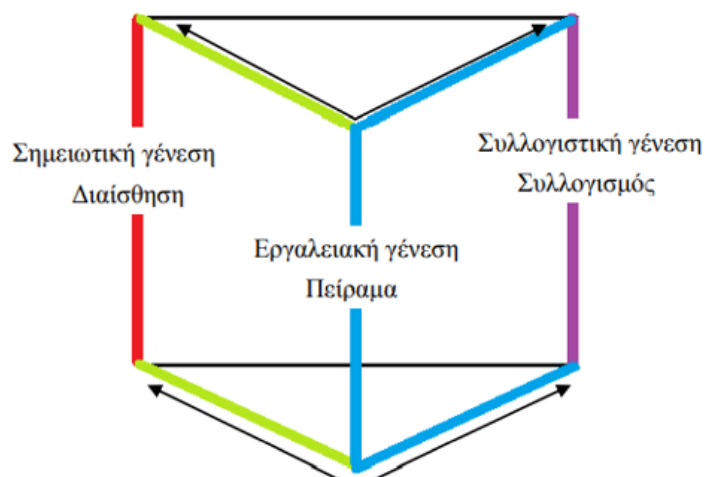 Σημειωτική γένεση
Διαίσθηση
Εργαλειακή γένεση
Πείραμα
Συλλογιστική γένεση
Συλλογισμός